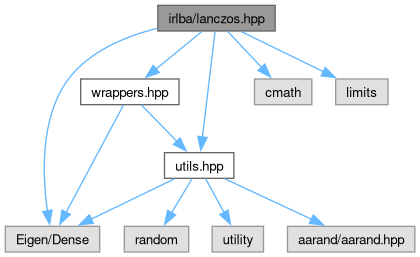 irlba/lanczos.hpp
wrappers.hpp
cmath
limits
utils.hpp
Eigen/Dense
random
utility
aarand/aarand.hpp